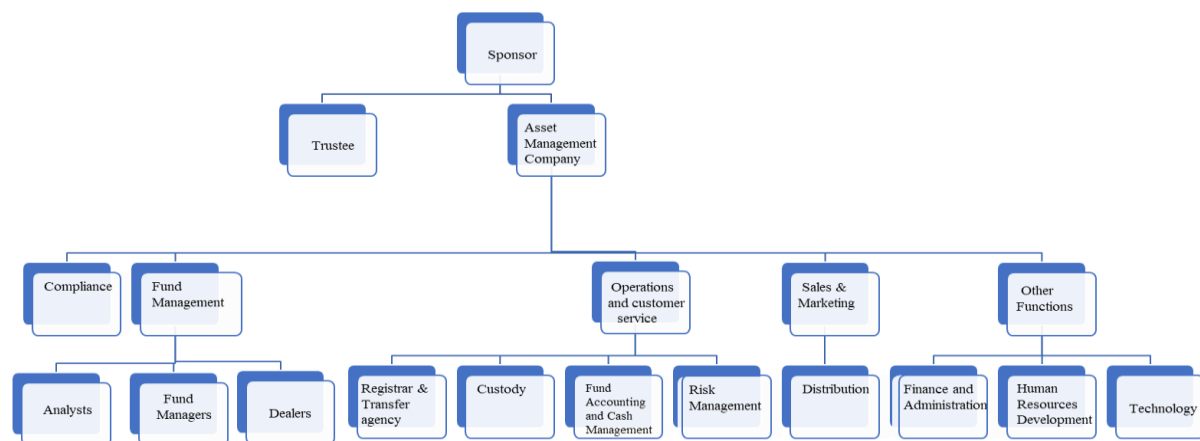 Sponsor
Trustee
Asset
Management
Company
Compliance
Fund
Management
Operations
and customer
service
Sales &
Marketing
Other
Functions
Analysts
Fund
Managers
Dealers
Registrar &
Transfer
agency
Custody
Fund
Accounting
and Cash
Management
Risk
Management
Distribution
Finance and
Administration
Human
Resources
Development
Technology